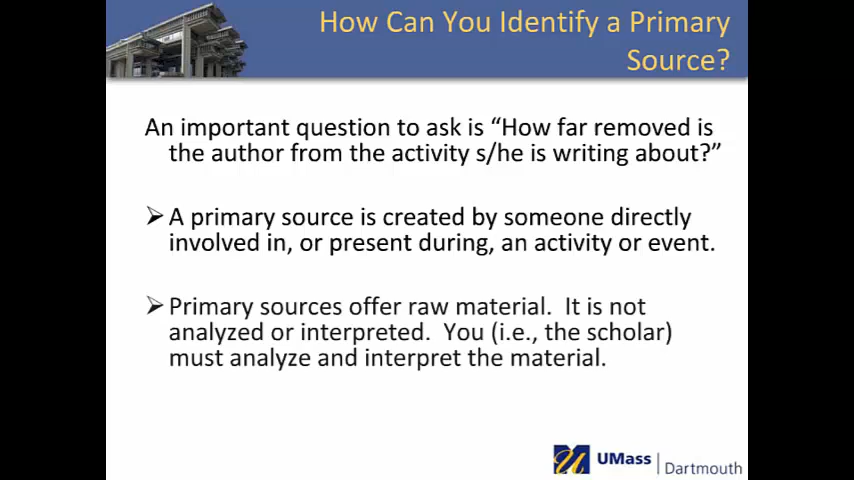 How Can You Identify a Primary
Source?
An important question to ask is “How far removed is
the author from the activity s/he is writing about?”
➢ A primary source is created by someone directly
involved in, or present during, an activity or event.
➢ Primary sources offer raw material.  It is not
analyzed or interpreted.  You (i.e., the scholar)
must analyze and interpret the material.
UMass | Dartmouth